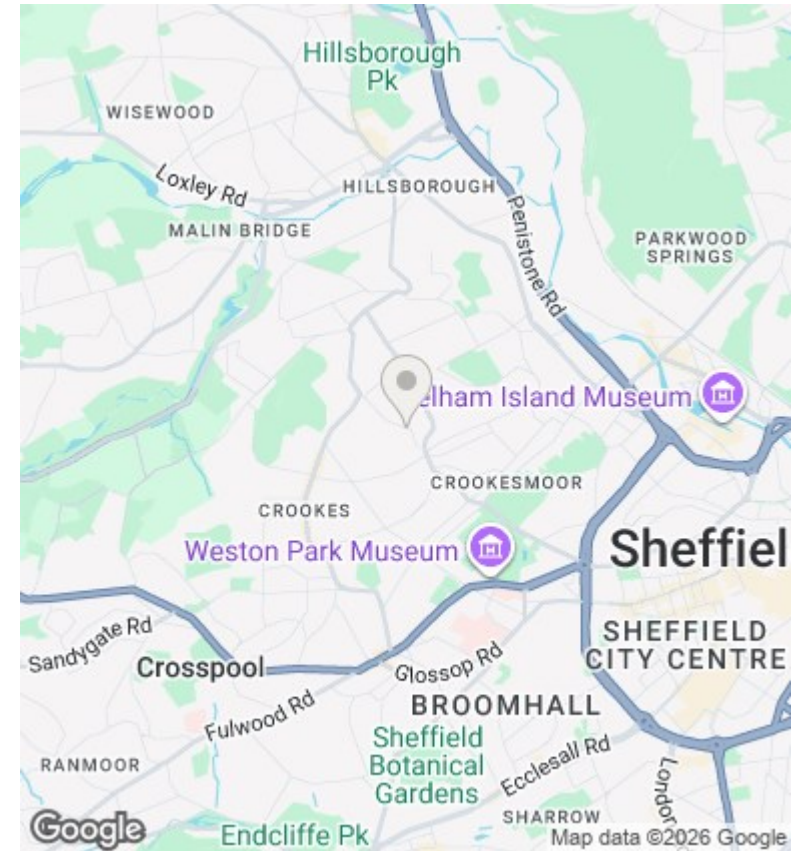 Hillsborough
Pk
WISEWOOD
Loxley Rd
HILLSBOROUGH
Penistone Rd
MALIN BRIDGE
PARKWOOD
SPRINGS
elham Island Museum
CROOKESMOOR
CROOKES
Weston Park Museum
Sheffiel
Sandygate Rd
SHEFFIELD
CITY CENTRE
Crosspool
Glossop Rd
BROOMHALL
Fulwood Rd
Sheffield
Botanical
Gardens
Ecclesall Rd
RANMOOR
London
SHARROW
Google
Endcliffe Pk
Map data ©2026 Google